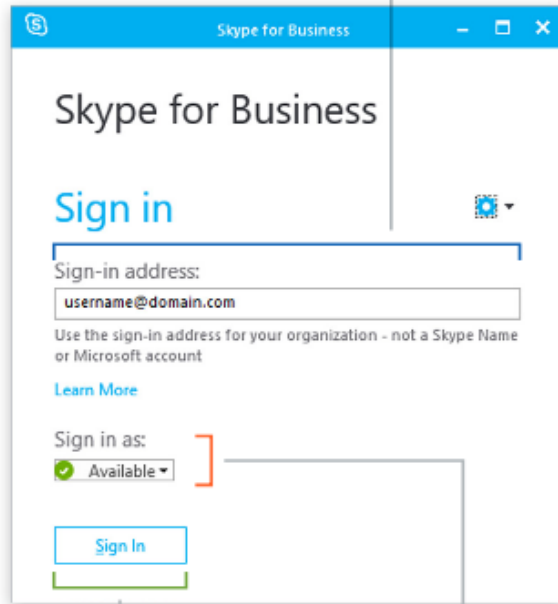 Skype for Business
Skype for Business
Sign in
Sign-in address:
username@domain.com
Use the sign-in address for your organization - not a Skype Name
or Microsoft account
Learn More
Sign in as:
Available
Sign In